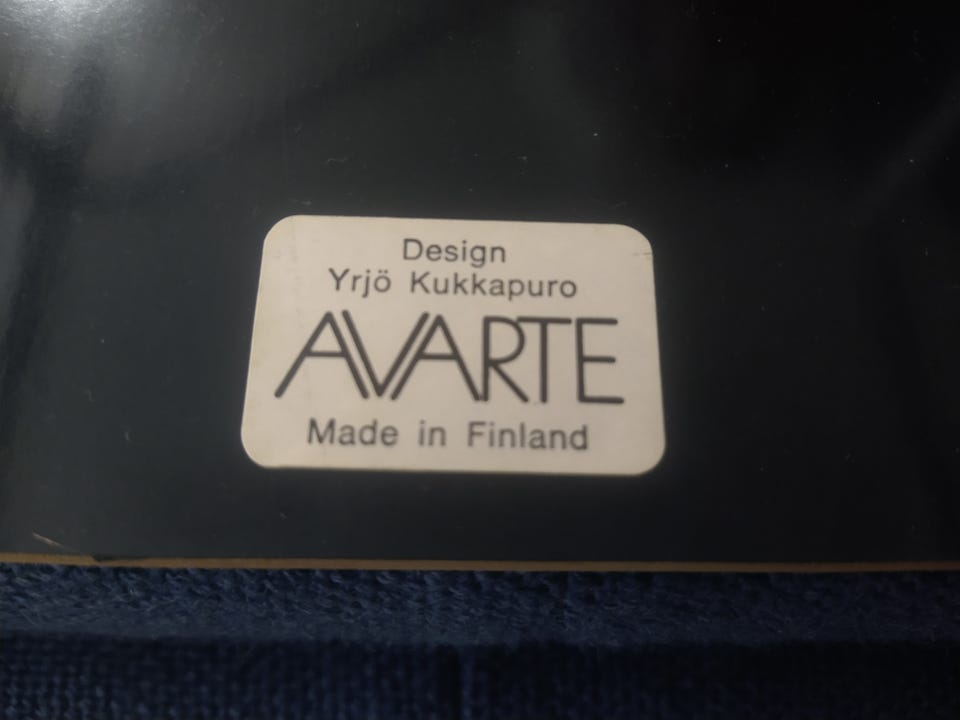 Design
Yrjö Kukkapuro
AVARTE
Made in Finland